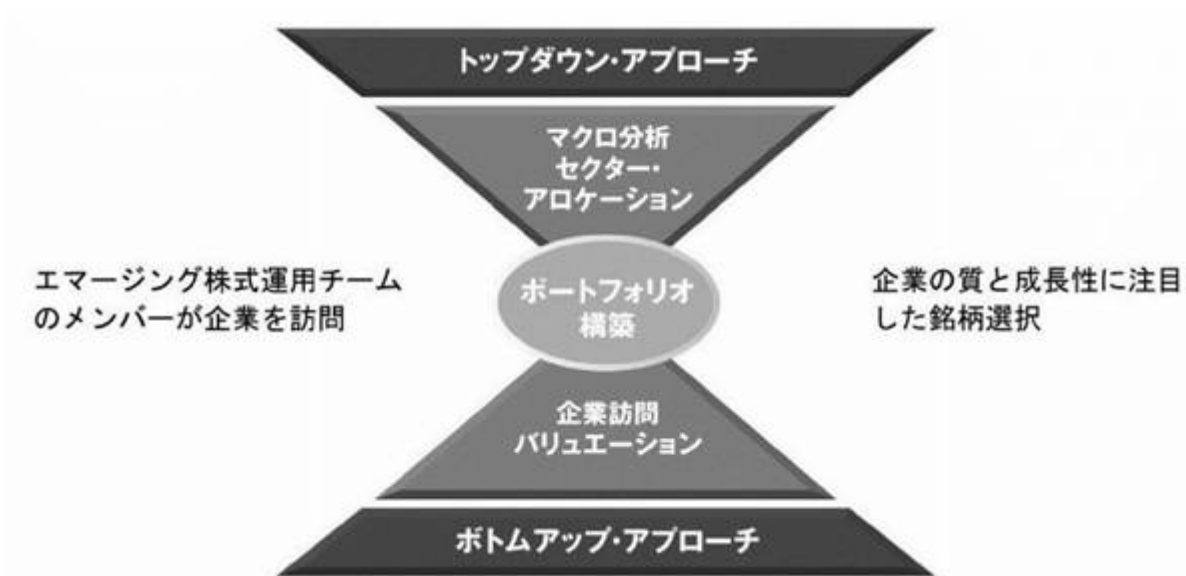 トップダウン・アプローチ
マクロ分析
セクター・
アロケーション
エマージング株式運用チーム
のメンバーが企業を訪問
ポートフォリオ
構築
企業の質と成長性に注目
した銘柄選択
企業訪問
バリュエーション
ボトムアップ・アプローチ